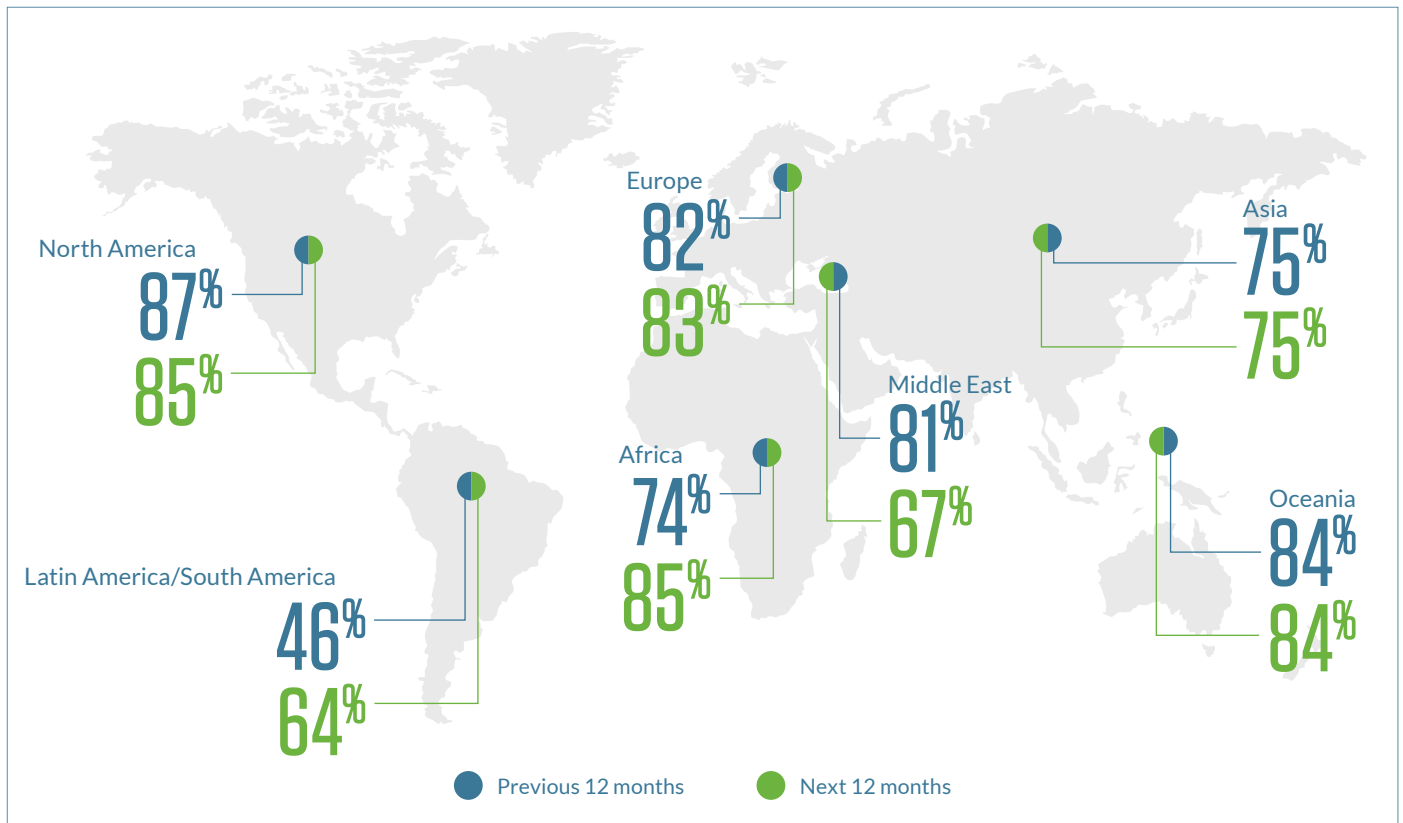 North America
87%
85%
Latin America/South America
46%
64%
Europe
82%
83%
Africa
74%
85%
Middle East
81%
67%
Asia
75%
75%
Oceania
84%
84%
Previous 12 months
Next 12 months